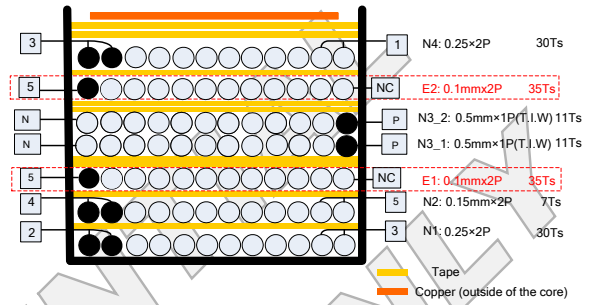 3 1 N4: 0.25×2P 30Ts
5 NC E2: 0.1mmx2P 35Ts
N P N3_2: 0.5mm×1P(T.I.W) 11Ts
N P N3_1: 0.5mm×1P(T.I.W) 11Ts
5 NC E1: 0.1mmx2P 35Ts
4 5 N2: 0.15mm×2P 7Ts
2 3 N1: 0.25×2P 30Ts
Tape
Copper (outside of the core)